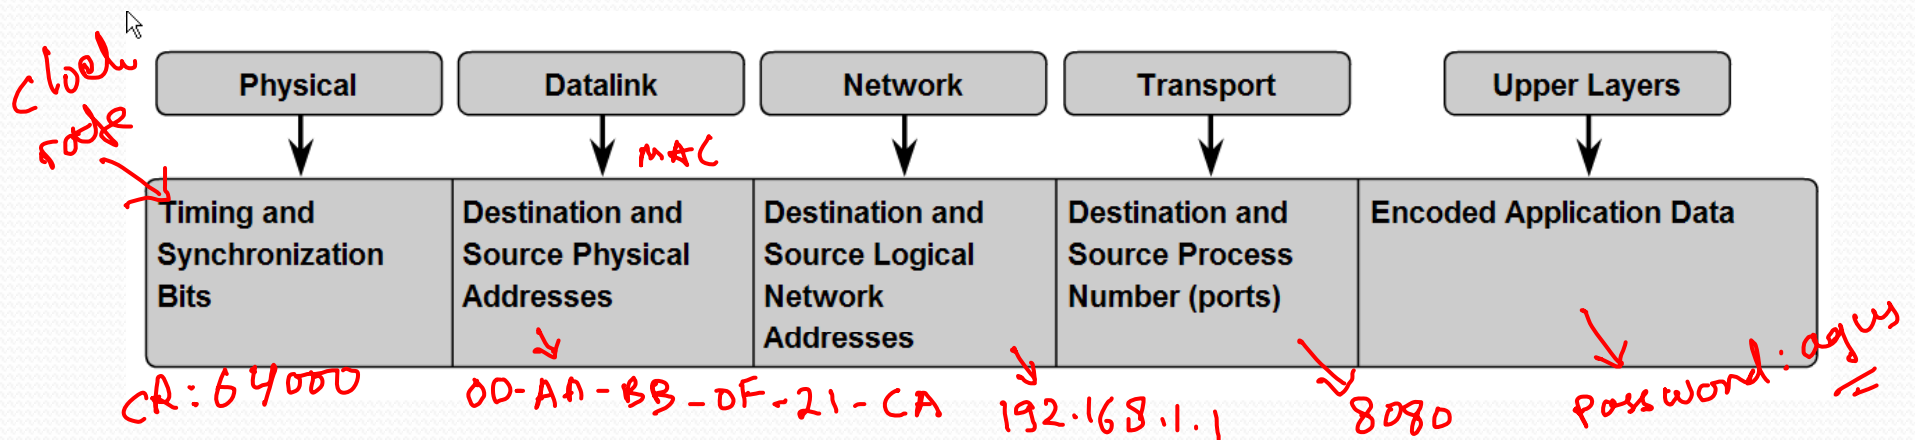 Clock
rate
Physical
Datalink
Network
Transport
Upper Layers
MAC
Timing and
Synchronization
Bits
Destination and
Source Physical
Addresses
Destination and
Source Logical
Network
Addresses
Destination and
Source Process
Number (ports)
Encoded Application Data
CR: 64000
OD-AA-BB-OF-21-CA
192.168.1.1
8080
Password: agus